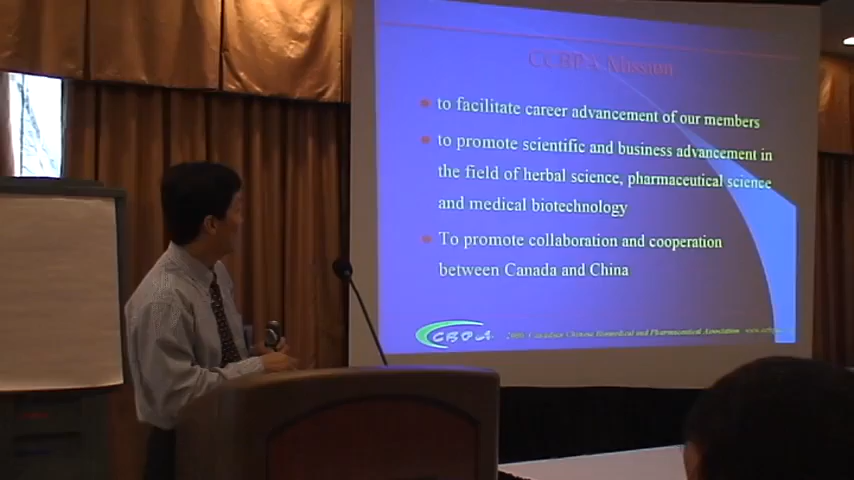 CCBPA Mission
to facilitate career advancement of our members
to promote scientific and business advancement in
the field of herbal science, pharmaceutical science
and medical biotechnology
To promote collaboration and cooperation
between Canada and China
CBPA Canadian Chinese Biomedical and Pharmaceutical Association